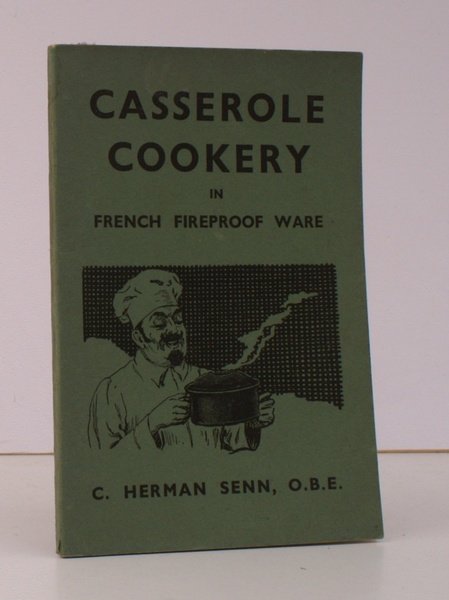 CASSEROLE
COOKERY
IN
FRENCH FIREPROOF WARE
C. HERMAN SENN, O.B.E.